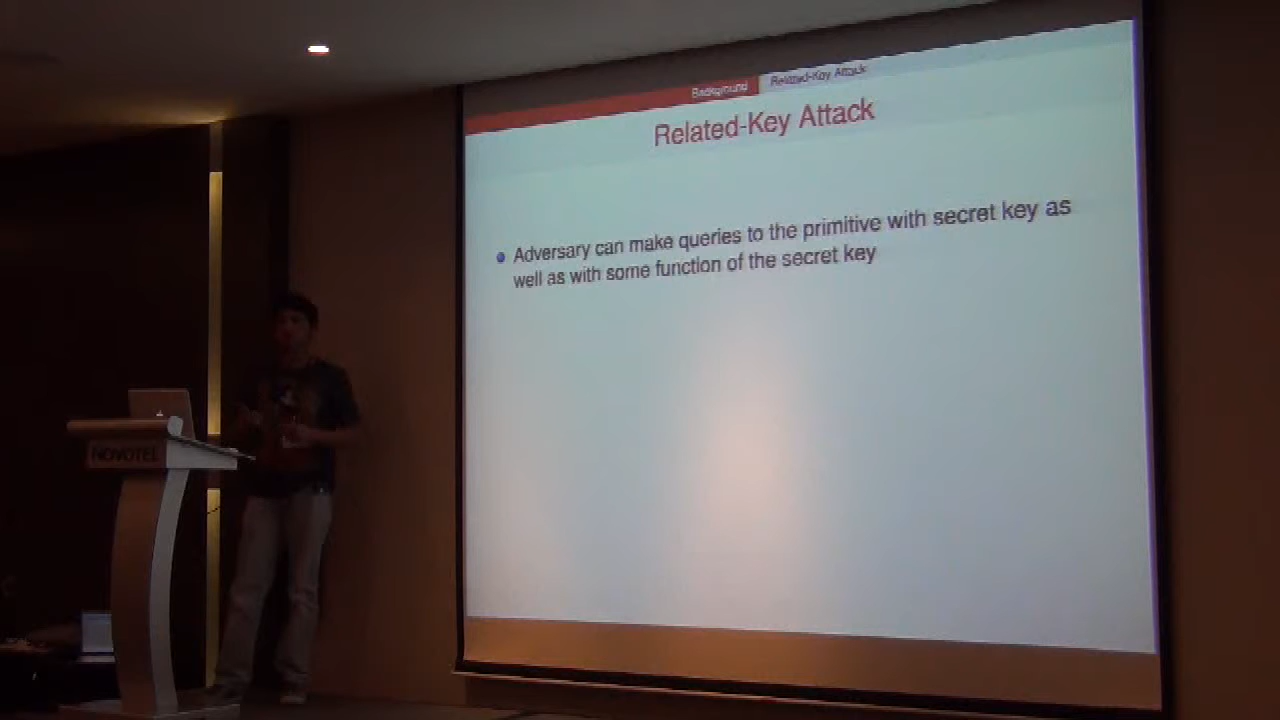 Background
Related-Key Attack
Related-Key Attack
Adversary can make queries to the primitive with secret key as
well as with some function of the secret key
NOVOTEL